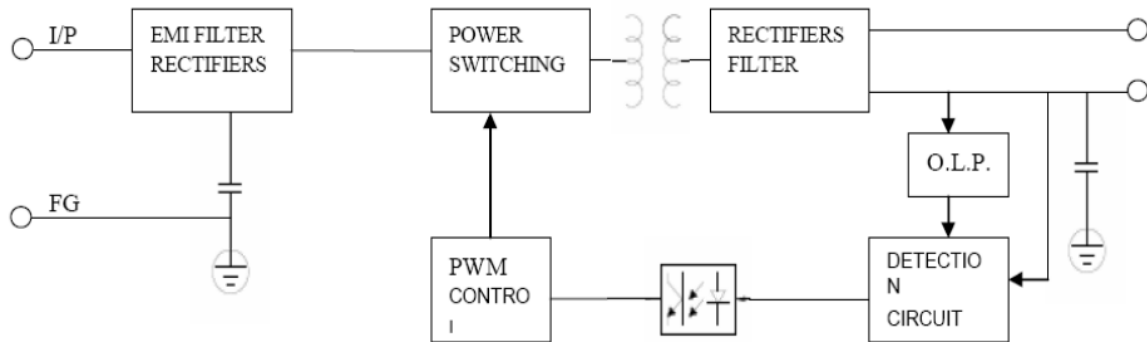 I/P
EMI FILTER
RECTIFIERS
POWER
SWITCHING
RECTIFIERS
FILTER
O.L.P.
FG
PWM
CONTRO
l
DETECTIO
N
CIRCUIT